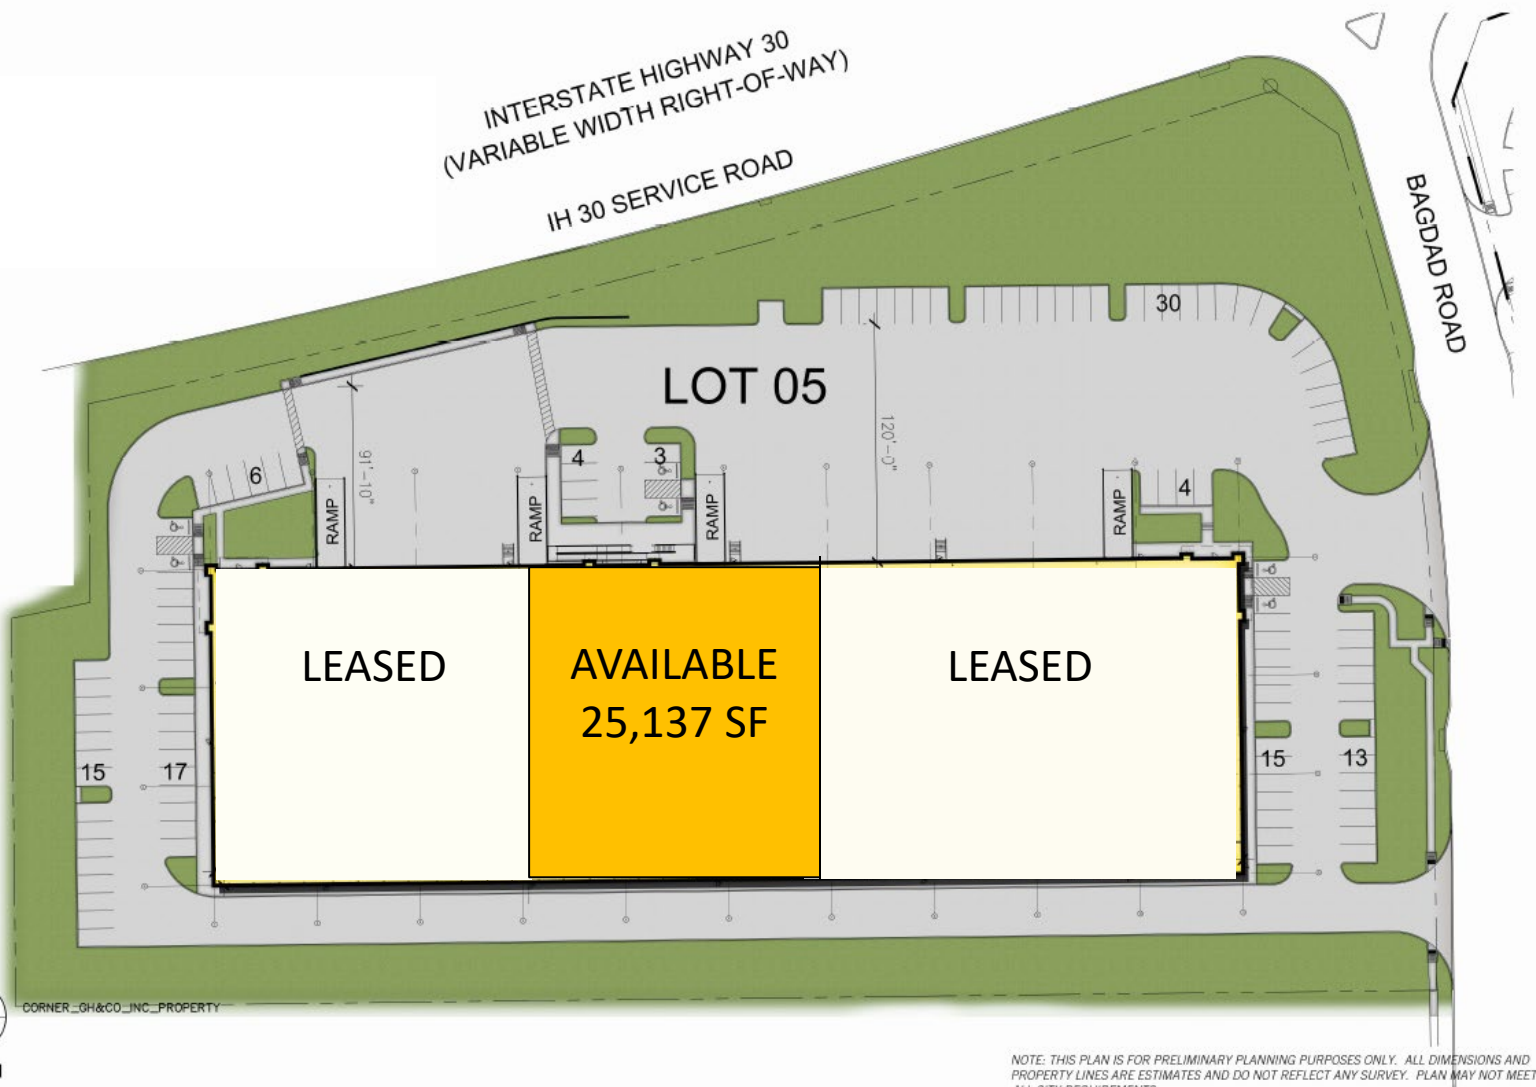 INTERSTATE HIGHWAY 30
(VARIABLE WIDTH RIGHT-OF-WAY)
IH 30 SERVICE ROAD
BAGDAD ROAD
30
LOT 05
120'-0"
91'-10"
6
4
3
4
RAMP
RAMP
RAMP
RAMP
LEASED
AVAILABLE
25,137 SF
LEASED
15
17
15
13
CORNER_GH&CO_INC_PROPERTY
NOTE: THIS PLAN IS FOR PRELIMINARY PLANNING PURPOSES ONLY. ALL DIMENSIONS AND
PROPERTY LINES ARE ESTIMATES AND DO NOT REFLECT ANY SURVEY. PLAN MAY NOT MEET